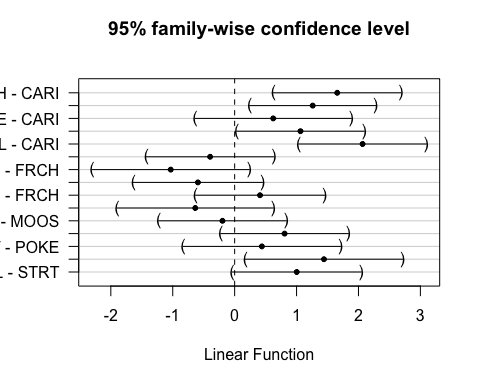 95% family-wise confidence level
H - CARI
E - CARI
L - CARI
- FRCH
- FRCH
- MOOS
- POKE
L - STRT
-2 -1 0 1 2 3
Linear Function